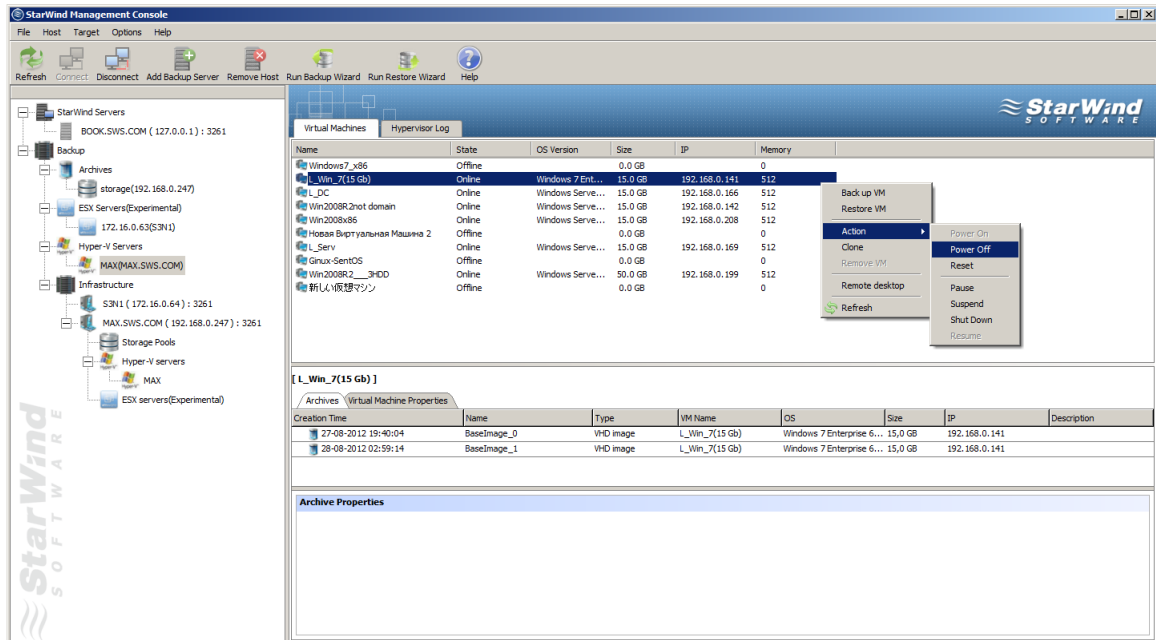 StarWind Management Console
File Host Target Options Help
Refresh Connect Disconnect Add Backup Server Remove Host Run Backup Wizard Run Restore Wizard Help
StarWind Servers
BOOK.SWS.COM ( 127.0.0.1 ) : 3261
Backup
Archives
storage(192.168.0.247)
ESX Servers(Experimental)
172.16.0.63(S3N1)
Hyper-V Servers
MAX(MAX.SWS.COM)
Infrastructure
S3N1 ( 172.16.0.64 ) : 3261
MAX.SWS.COM ( 192.168.0.247 ) : 3261
Storage Pools
Hyper-V servers
MAX
ESX servers(Experimental)
StarWind
SOFTWARE
StarWind
SOFTWARE
Virtual Machines Hypervisor Log
Name State OS Version Size IP Memory
Windows7_x86 Offline 0.0 GB 0
L_Win_7(15 Gb) Online Windows 7 Ent... 15.0 GB 192.168.0.141 512
L_DC Online Windows Serve... 15.0 GB 192.168.0.166 512
Win2008R2not domain Online Windows Serve... 15.0 GB 192.168.0.142 512
Win2008x86 Online Windows Serve... 15.0 GB 192.168.0.208 512
Новая Виртуальная Машина 2 Offline 0.0 GB 0
L_Serv Online Windows Serve... 15.0 GB 192.168.0.169 512
Ginux-SentOS Offline 0.0 GB 0
Win2008R2___3HDD Online Windows Serve... 50.0 GB 192.168.0.199 512
新しい仮想マシン Offline 0.0 GB 0
Back up VM
Restore VM
Action
Clone
Remove VM
Remote desktop
Refresh
Power On
Power Off
Reset
Pause
Suspend
Shut Down
Resume
[ L_Win_7(15 Gb) ]
Archives Virtual Machine Properties
Creation Time Name Type VM Name OS Size IP Description
27-08-2012 19:40:04 BaseImage_0 VHD image L_Win_7(15 Gb) Windows 7 Enterprise 6... 15,0 GB 192.168.0.141
28-08-2012 02:59:14 BaseImage_1 VHD image L_Win_7(15 Gb) Windows 7 Enterprise 6... 15,0 GB 192.168.0.141
Archive Properties